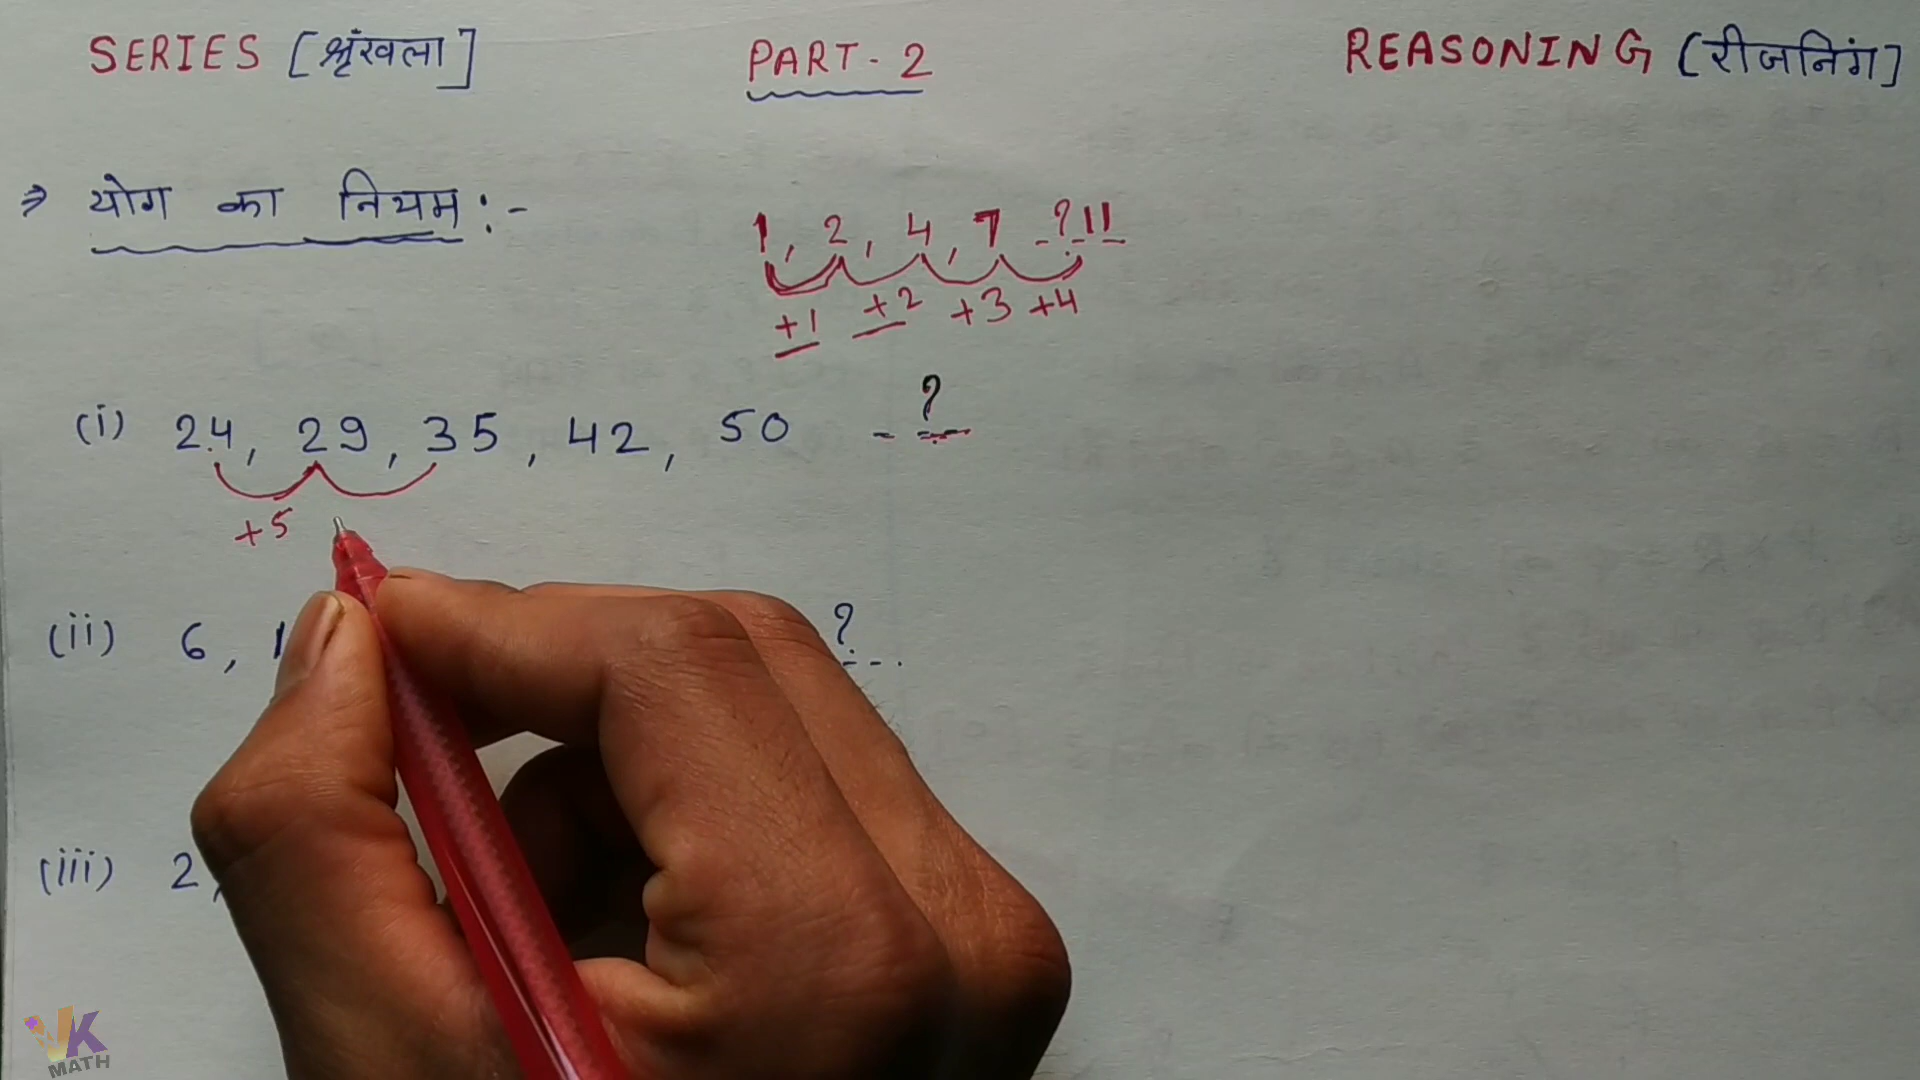 SERIES [शृंखला] PART-2 REASONING (रीजनिंग]
⇒ योग का नियम :-
1, 2, 4, 7 ? 11
+1 +2 +3 +4
(i) 24, 29, 35, 42, 50 - ?
+5
(ii) 6, 1 ?
(iii) 2,
VK
MATH